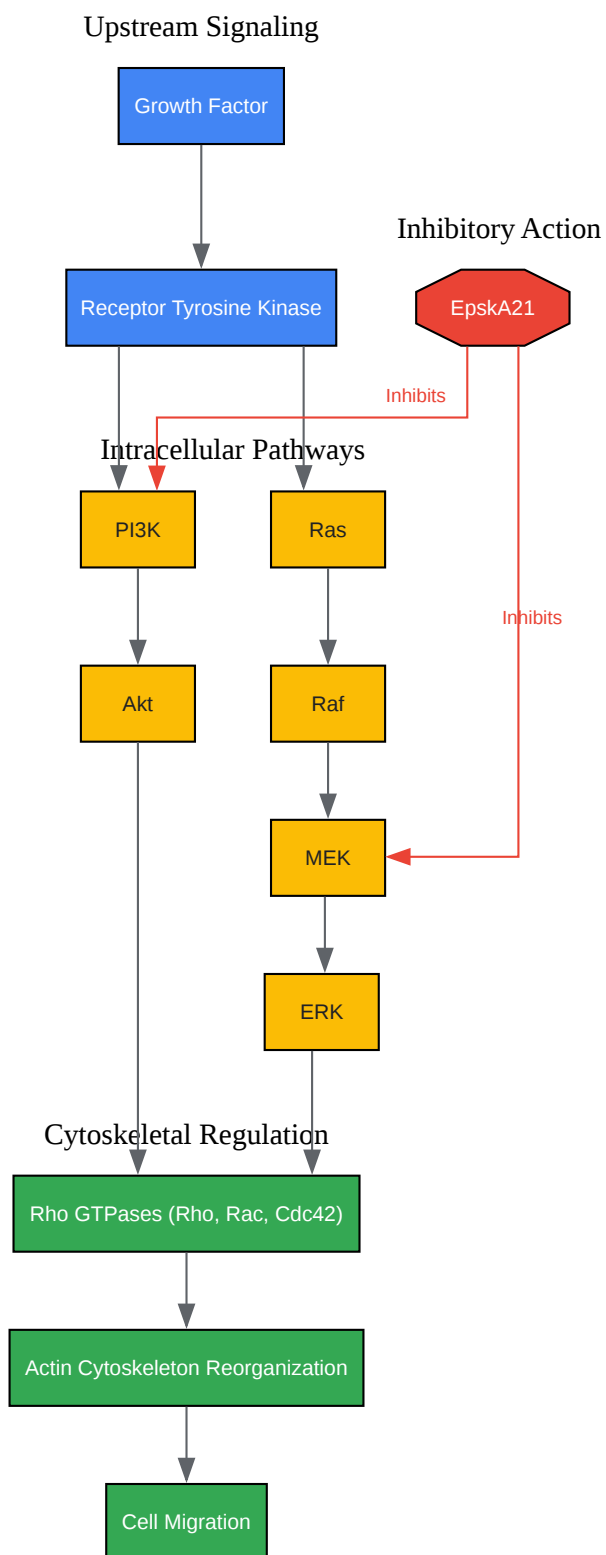 Upstream Signaling
Growth Factor
Inhibitory Action
Receptor Tyrosine Kinase
EpskA21
Inhibits
Intracellular Pathways
PI3K
Ras
Inhibits
Akt
Raf
MEK
ERK
Cytoskeletal Regulation
Rho GTPases (Rho, Rac, Cdc42)
Actin Cytoskeleton Reorganization
Cell Migration